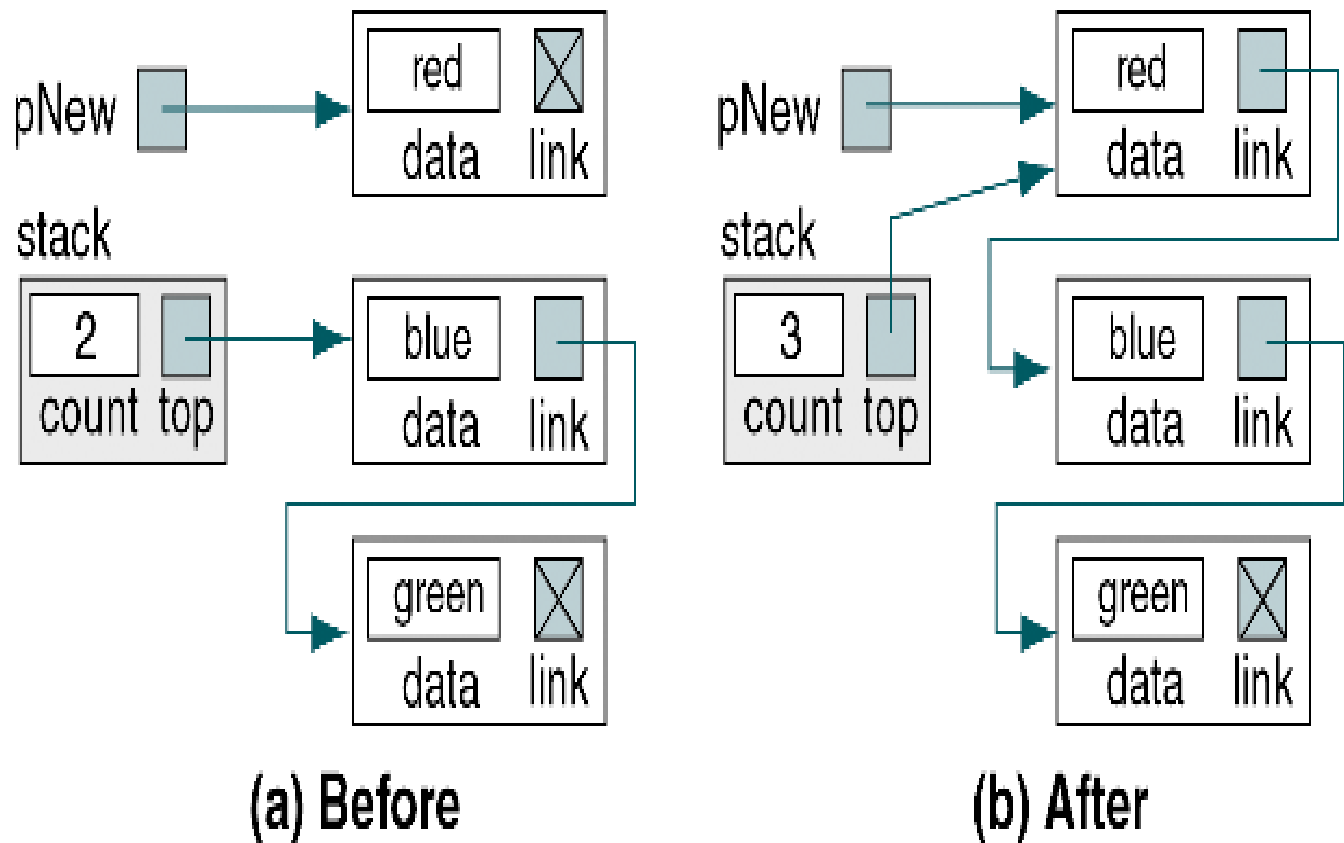 red
pNew
data link
stack
2
blue
count top
data link
green
data link
(a) Before
red
pNew
data link
stack
3
blue
count top
data link
green
data link
(b) After